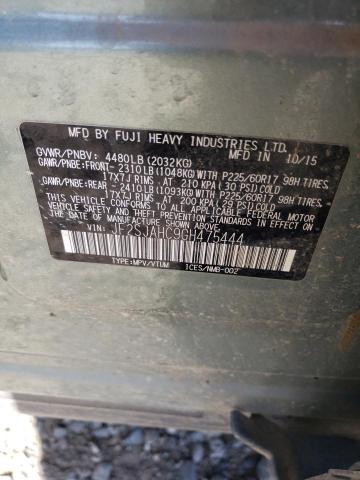 MFD BY FUJI HEAVY INDUSTRIES LTD.
GVWR/PNBV: 4480LB(2032KG) MFD IN 10/15
GAWR/PNBE:FRONT- 2310LB(1048KG)WITH P225/60R17 98H TIRES,
17X7J RIMS AT 210 KPA(30 PSI)COLD
GAWR/PNBE:REAR - 2410LB(1093KG)WITH P225/60R17 98H TIRES,
17X7J RIMS AT 200 KPA(29 PSI)COLD
THIS VEHICLE CONFORMS TO ALL APPLICABLE
FEDERAL MOTOR VEHICLE SAFETY, BUMPER, AND
THEFT PREVENTION STANDARDS IN EFFECT ON THE
DATE OF MANUFACTURE SHOWN ABOVE.
VIN: JF2SJAHC9GH475444
TYPE:MPV/VTUM ICES/NMB-002